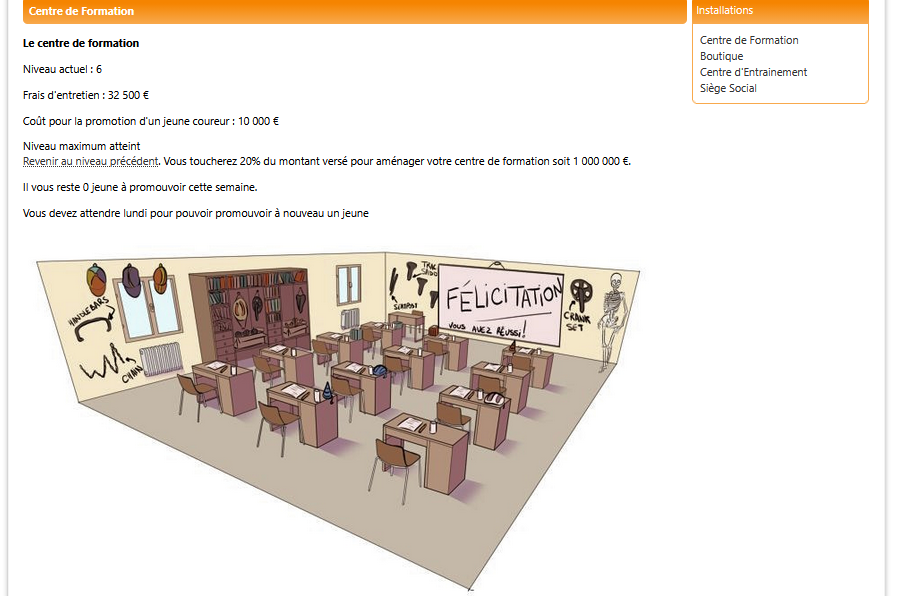 Centre de Formation
Installations
Le centre de formation
Niveau actuel : 6
Frais d'entretien : 32 500 €
Coût pour la promotion d'un jeune coureur : 10 000 €
Niveau maximum atteint
Revenir au niveau précédent. Vous toucherez 20% du montant versé pour aménager votre centre de formation soit 1 000 000 €.
Il vous reste 0 jeune à promouvoir cette semaine.
Vous devez attendre lundi pour pouvoir promouvoir à nouveau un jeune
Centre de Formation
Boutique
Centre d'Entrainement
Siège Social
HANDLEBARS
CHAIN
FÉLICITATION
VOUS AVEZ RÉUSSI!
CRANK
SET